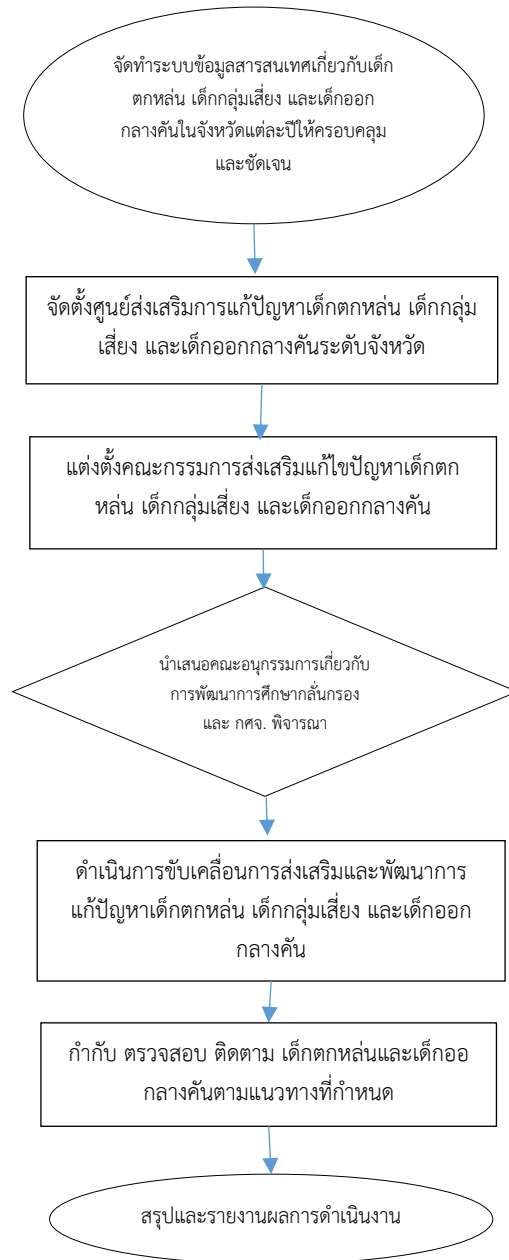 จัดทำระบบข้อมูลสารสนเทศเกี่ยวกับเด็ก
ตกหล่น เด็กกลุ่มเสี่ยง และเด็กออก
กลางคันในจังหวัดแต่ละปีให้ครอบคลุม
และชัดเจน
จัดตั้งศูนย์ส่งเสริมการแก้ปัญหาเด็กตกหล่น เด็กกลุ่ม
เสี่ยง และเด็กออกกลางคันระดับจังหวัด
แต่งตั้งคณะกรรมการส่งเสริมแก้ไขปัญหาเด็กตก
หล่น เด็กกลุ่มเสี่ยง และเด็กออกกลางคัน
นำเสนอคณะอนุกรรมการเกี่ยวกับ
การพัฒนาการศึกษากลั่นกรอง
และ กศจ. พิจารณา
ดำเนินการขับเคลื่อนการส่งเสริมและพัฒนาการ
แก้ปัญหาเด็กตกหล่น เด็กกลุ่มเสี่ยง และเด็กออก
กลางคัน
กำกับ ตรวจสอบ ติดตาม เด็กตกหล่นและเด็กออ
กลางคันตามแนวทางที่กำหนด
สรุปและรายงานผลการดำเนินงาน